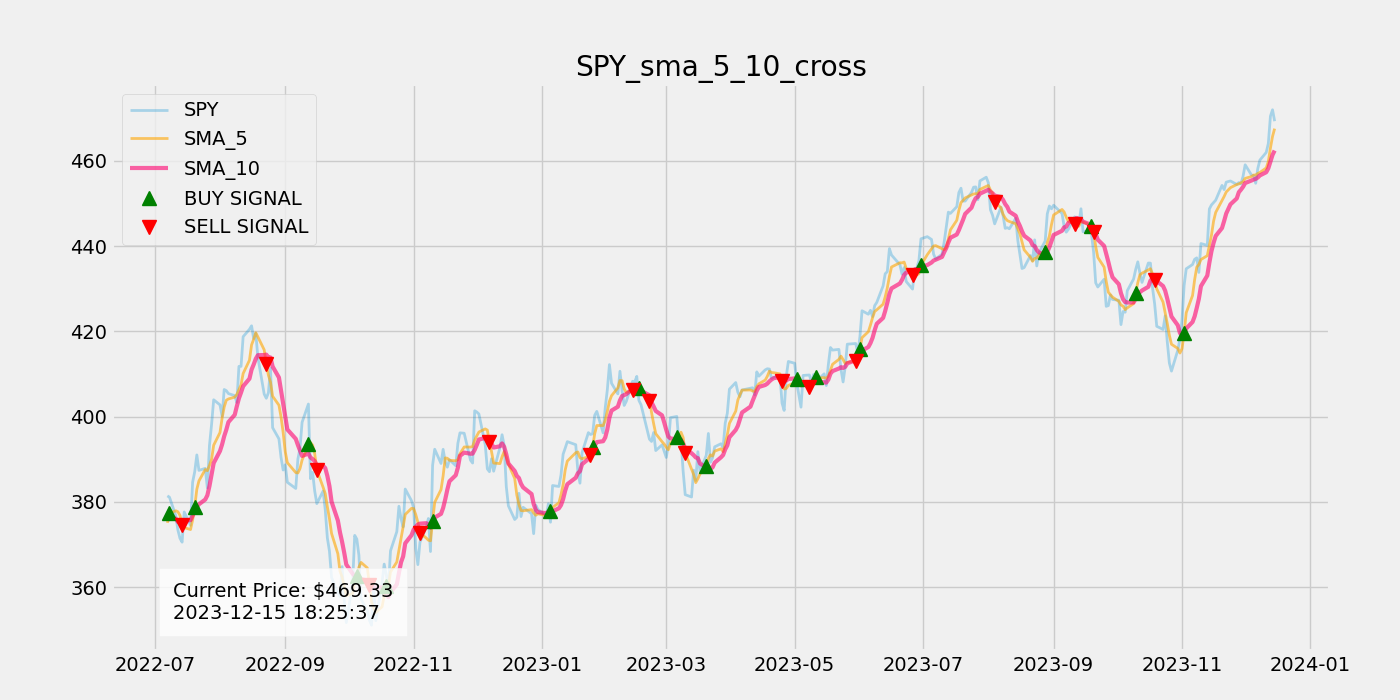 SPY_sma_5_10_cross
SPY
SMA_5
SMA_10
BUY SIGNAL
SELL SIGNAL
460
440
420
400
380
360
Current Price: $469.33
2023-12-15 18:25:37
2022-07 2022-09 2022-11 2023-01 2023-03 2023-05 2023-07 2023-09 2023-11 2024-01